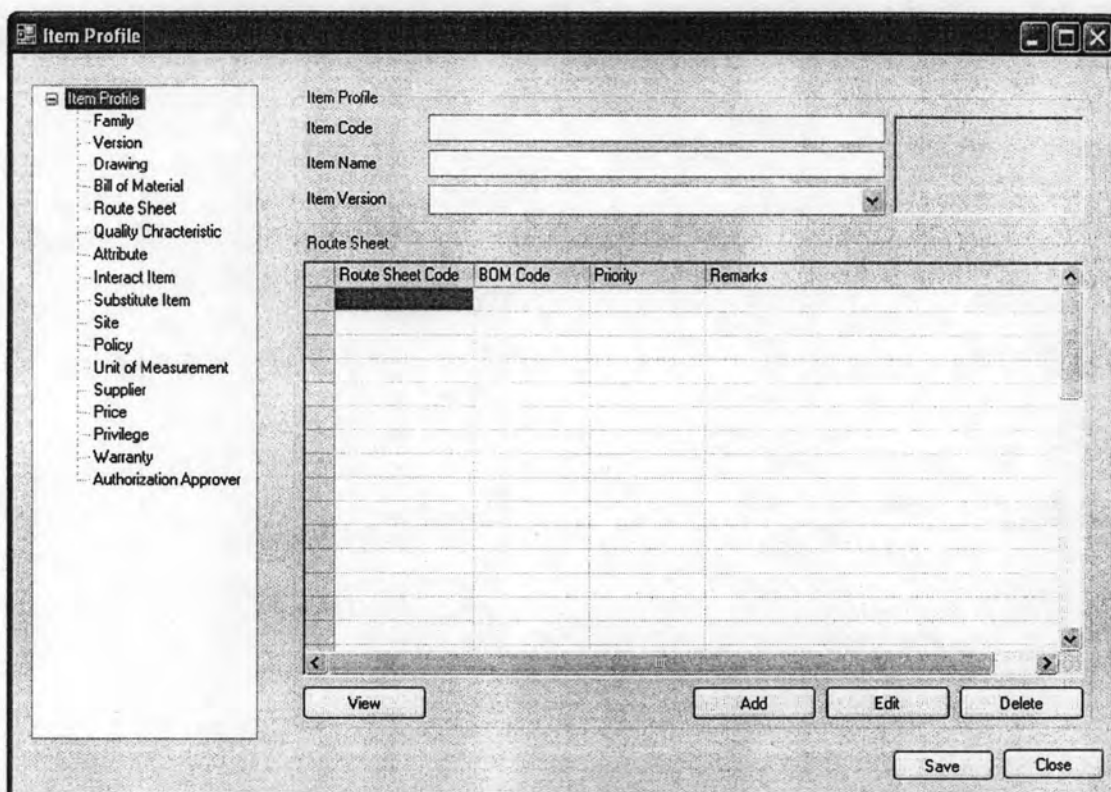 Item Profile
Item Profile
Family
Version
Drawing
Bill of Material
Route Sheet
Quality Chracteristic
Attribute
Interact Item
Substitute Item
Site
Policy
Unit of Measurement
Supplier
Price
Privilege
Warranty
Authorization Approver
Item Profile
Item Code
Item Name
Item Version
Route Sheet
Route Sheet Code BOM Code Priority Remarks
View Add Edit Delete
Save Close